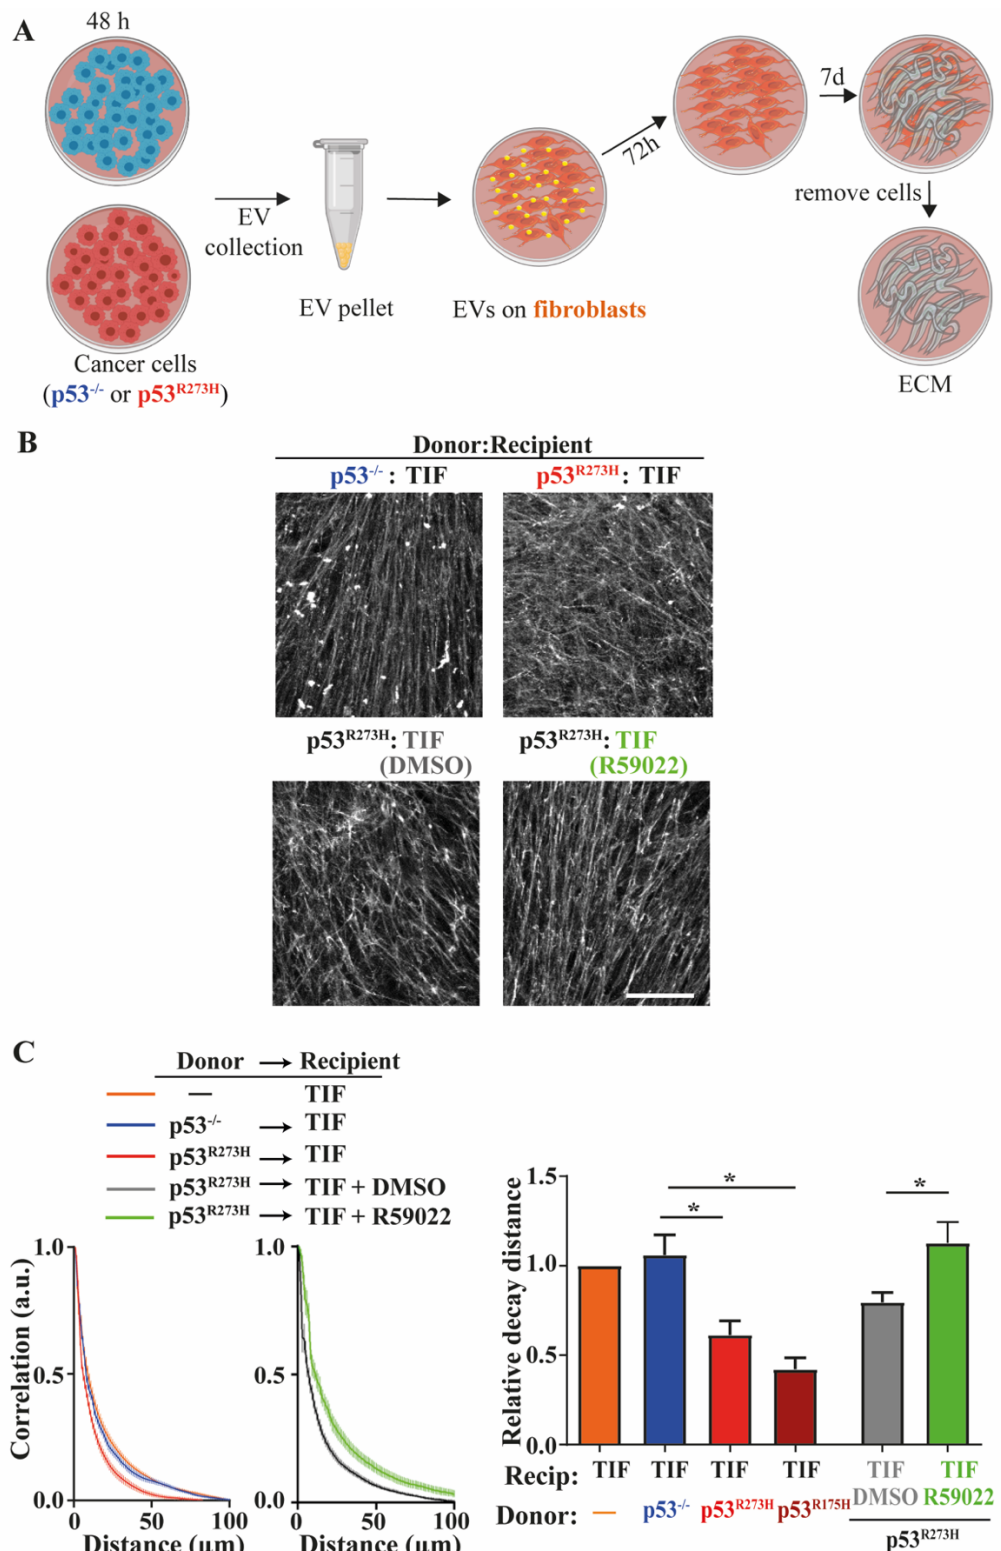 A
48 h
EV
collection
EV pellet
EVs on fibroblasts
72h
7d
remove cells
ECM
Cancer cells
(p53-/- or p53R273H)
B
Donor:Recipient
p53-/- : TIF
p53R273H : TIF
p53R273H: TIF
(DMSO)
p53R273H: TIF
(R59022)
C
Donor → Recipient
— TIF
p53-/- → TIF
p53R273H → TIF
p53R273H → TIF + DMSO
p53R273H → TIF + R59022
Correlation (a.u.)
1.0
0.5
0.0
0 50 100
Distance (μm)
1.0
0.5
0.0
0 50 100
Distance (μm)
Relative decay distance
1.5
1.0
0.5
0.0
*
*
*
Recip: TIF TIF TIF TIF TIF TIF
DMSO R59022
Donor: — p53-/- p53R273H p53R175H
p53R273H